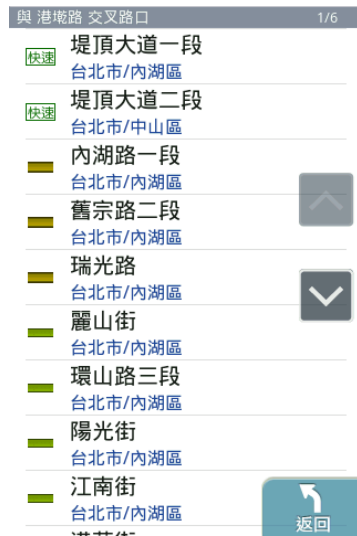 與 港墘路 交叉路口 1/6
堤頂大道一段
快速
台北市/內湖區
堤頂大道二段
快速
台北市/中山區
內湖路一段
台北市/內湖區
舊宗路二段
台北市/內湖區
瑞光路
台北市/內湖區
麗山街
台北市/內湖區
環山路三段
台北市/內湖區
陽光街
台北市/內湖區
江南街
台北市/內湖區
返回